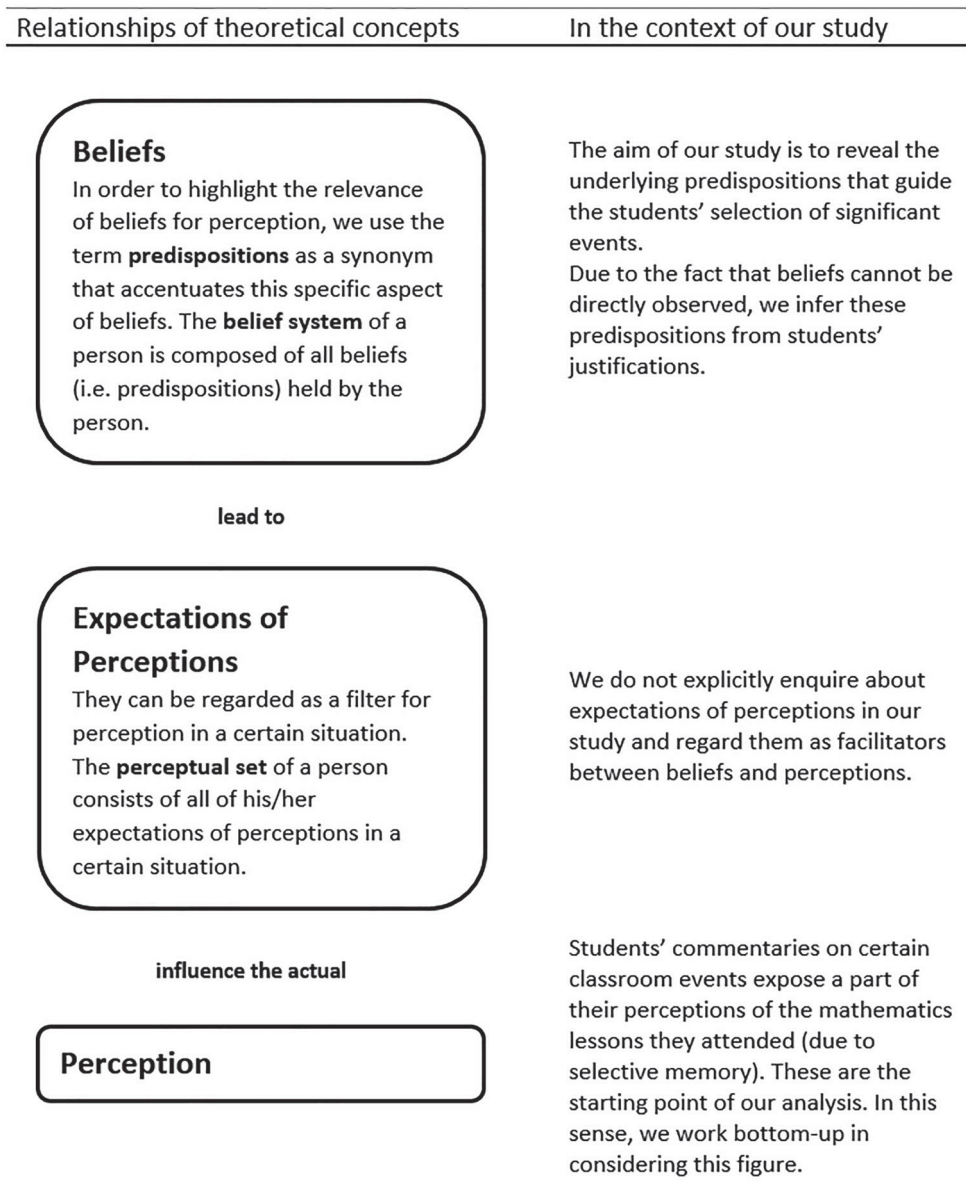 Relationships of theoretical concepts
In the context of our study
Beliefs
In order to highlight the relevance
of beliefs for perception, we use the
term predispositions as a synonym
that accentuates this specific aspect
of beliefs. The belief system of a
person is composed of all beliefs
(i.e. predispositions) held by the
person.
The aim of our study is to reveal the
underlying predispositions that guide
the students’ selection of significant
events.
Due to the fact that beliefs cannot be
directly observed, we infer these
predispositions from students’
justifications.
lead to
Expectations of
Perceptions
They can be regarded as a filter for
perception in a certain situation.
The perceptual set of a person
consists of all of his/her
expectations of perceptions in a
certain situation.
We do not explicitly enquire about
expectations of perceptions in our
study and regard them as facilitators
between beliefs and perceptions.
influence the actual
Perception
Students’ commentaries on certain
classroom events expose a part of
their perceptions of the mathematics
lessons they attended (due to
selective memory). These are the
starting point of our analysis. In this
sense, we work bottom-up in
considering this figure.